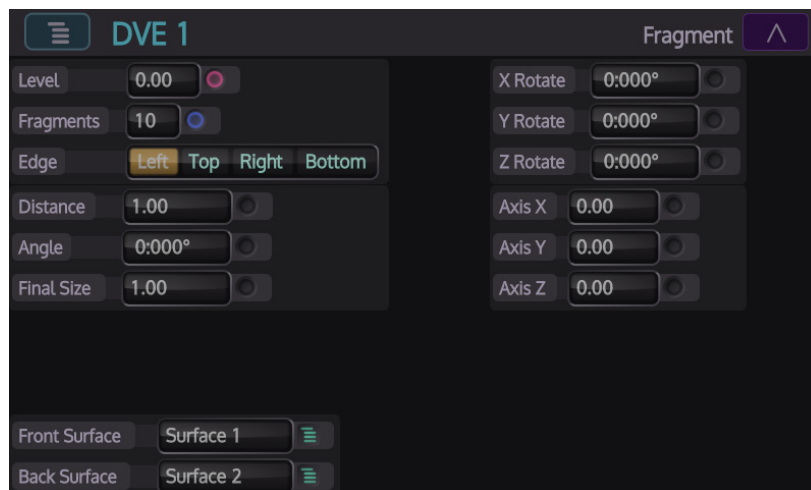 DVE 1 Fragment
Level 0.00 X Rotate 0:000°
Fragments 10 Y Rotate 0:000°
Edge Left Top Right Bottom Z Rotate 0:000°
Distance 1.00 Axis X 0.00
Angle 0:000° Axis Y 0.00
Final Size 1.00 Axis Z 0.00
Front Surface Surface 1
Back Surface Surface 2